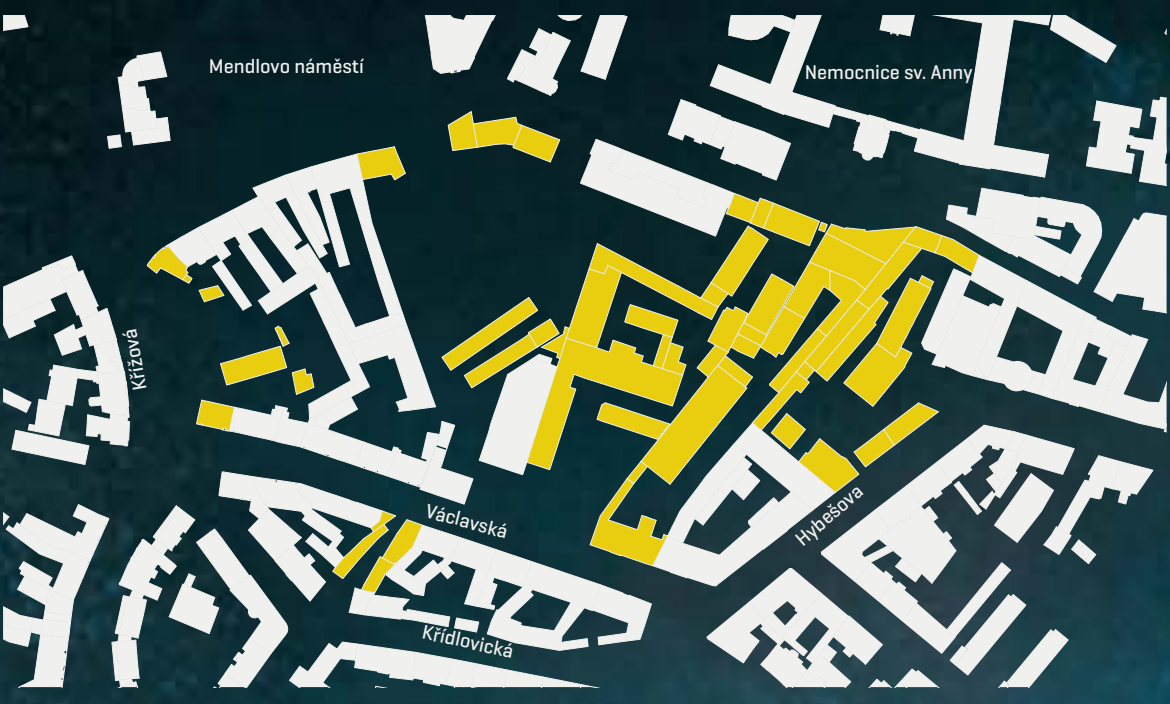 Mendlovo náměstí
Nemocnice sv. Anny
Křížová
Václavská
Hybešova
Křídlovická